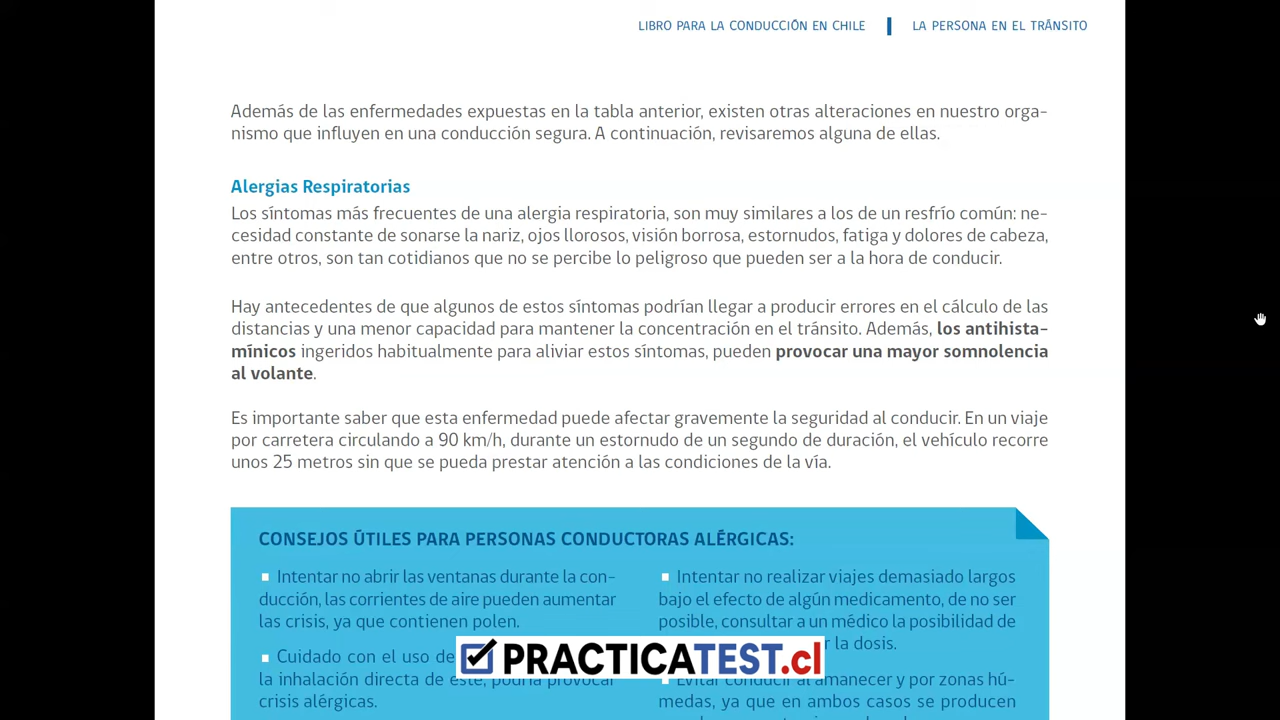 LIBRO PARA LA CONDUCCIÓN EN CHILE | LA PERSONA EN EL TRÁNSITO
Además de las enfermedades expuestas en la tabla anterior, existen otras alteraciones en nuestro orga-
nismo que influyen en una conducción segura. A continuación, revisaremos alguna de ellas.
Alergias Respiratorias
Los síntomas más frecuentes de una alergia respiratoria, son muy similares a los de un resfrío común: ne-
cesidad constante de sonarse la nariz, ojos llorosos, visión borrosa, estornudos, fatiga y dolores de cabeza,
entre otros, son tan cotidianos que no se percibe lo peligroso que pueden ser a la hora de conducir.
Hay antecedentes de que algunos de estos síntomas podrían llegar a producir errores en el cálculo de las
distancias y una menor capacidad para mantener la concentración en el tránsito. Además, los antihista-
mínicos ingeridos habitualmente para aliviar estos síntomas, pueden provocar una mayor somnolencia
al volante.
Es importante saber que esta enfermedad puede afectar gravemente la seguridad al conducir. En un viaje
por carretera circulando a 90 km/h, durante un estornudo de un segundo de duración, el vehículo recorre
unos 25 metros sin que se pueda prestar atención a las condiciones de la vía.
CONSEJOS ÚTILES PARA PERSONAS CONDUCTORAS ALÉRGICAS:
Intentar no abrir las ventanas durante la con-
ducción, las corrientes de aire pueden aumentar
las crisis, ya que contienen polen.
Cuidado con el uso de
la inhalación directa de este, podría provocar
crisis alérgicas.
Intentar no realizar viajes demasiado largos
bajo el efecto de algún medicamento, de no ser
posible, consultar a un médico la posibilidad de
la dosis.
Evitar conducir al amanecer y por zonas hú-
medas, ya que en ambos casos se producen
PRACTICATEST.cl